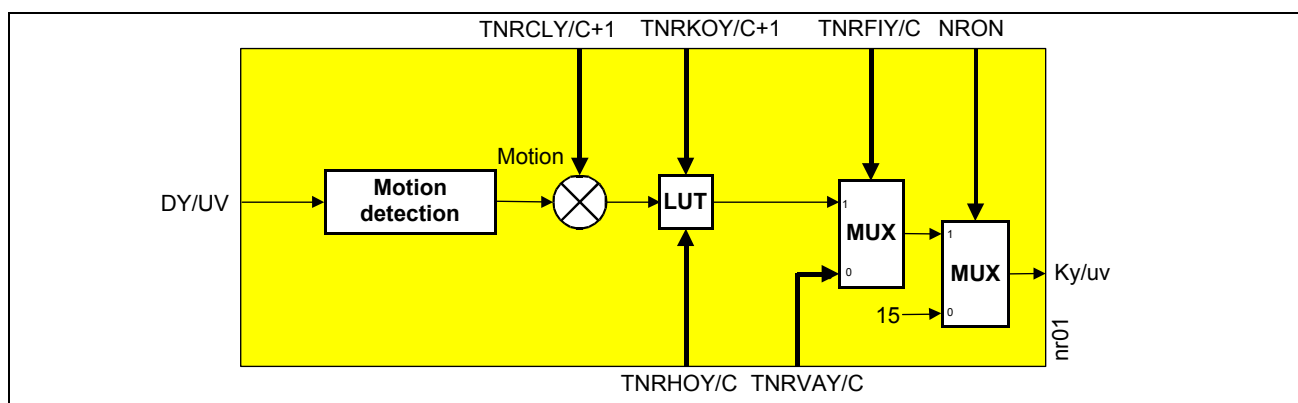 TNRCLY/C+1 TNRKOY/C+1 TNRFIY/C NRON
Motion
DY/UV
Motion
detection
LUT
1
MUX
0
1
MUX
0
15
Ky/uv
nr01
TNRHOY/C TNRVAY/C